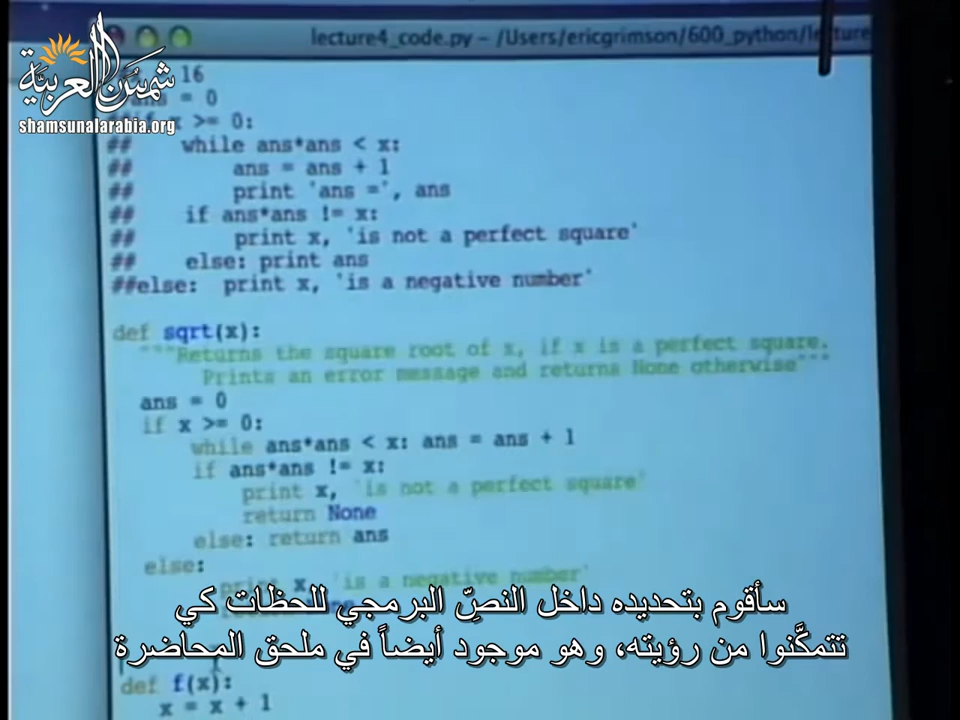 lecture4_code.py – /Users/ericgrimson/600_python/lecture
شمس العربية
shamsunalarabia.org
16
ans = 0
x >= 0:
## while ans*ans < x:
## ans = ans + 1
## print 'ans =', ans
## if ans*ans != x:
## print x, 'is not a perfect square'
## else: print ans
##else: print x, 'is a negative number'
def sqrt(x):
"""Returns the square root of x, if x is a perfect square.
Prints an error message and returns None otherwise"""
ans = 0
if x >= 0:
while ans*ans < x: ans = ans + 1
if ans*ans != x:
print x, 'is not a perfect square'
return None
else: return ans
else:
print x, 'is a negative number'
سأقوم بتحديده داخل النصِّ البرمجي للحظات كي
تتمكَّنوا من رؤيته، وهو موجود أيضاً في ملحق المحاضرة
def f(x):
x = x + 1